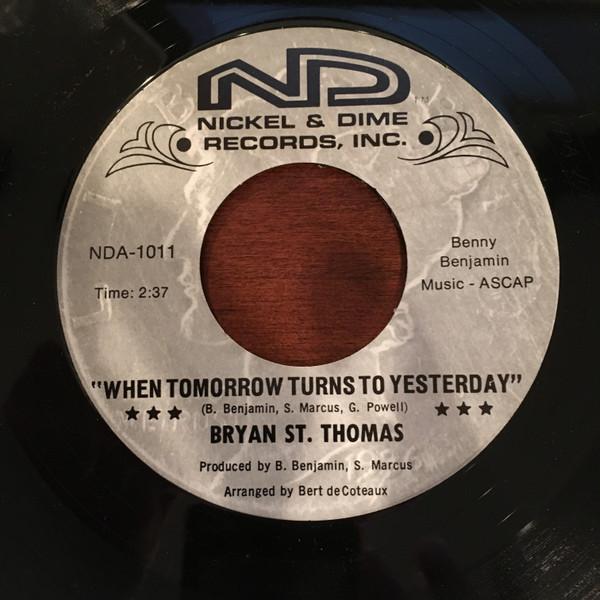 ND TM
NICKEL & DIME
RECORDS, INC.
NDA-1011
Time: 2:37
Benny
Benjamin
Music - ASCAP
"WHEN TOMORROW TURNS TO YESTERDAY"
(B. Benjamin, S. Marcus, G. Powell)
BRYAN ST. THOMAS
Produced by B. Benjamin, S. Marcus
Arranged by Bert deCoteaux